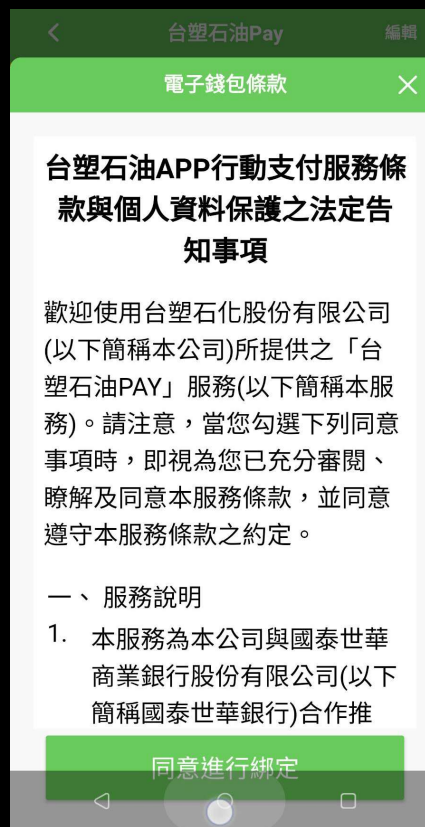 台塑石油Pay
編輯
電子錢包條款
台塑石油APP行動支付服務條
款與個人資料保護之法定告
知事項
歡迎使用台塑石化股份有限公司
(以下簡稱本公司)所提供之「台
塑石油PAY」服務(以下簡稱本服
務)。請注意，當您勾選下列同意
事項時，即視為您已充分審閱、
瞭解及同意本服務條款，並同意
遵守本服務條款之約定。
一、 服務說明
1. 本服務為本公司與國泰世華
商業銀行股份有限公司(以下
簡稱國泰世華銀行)合作推
同意進行綁定